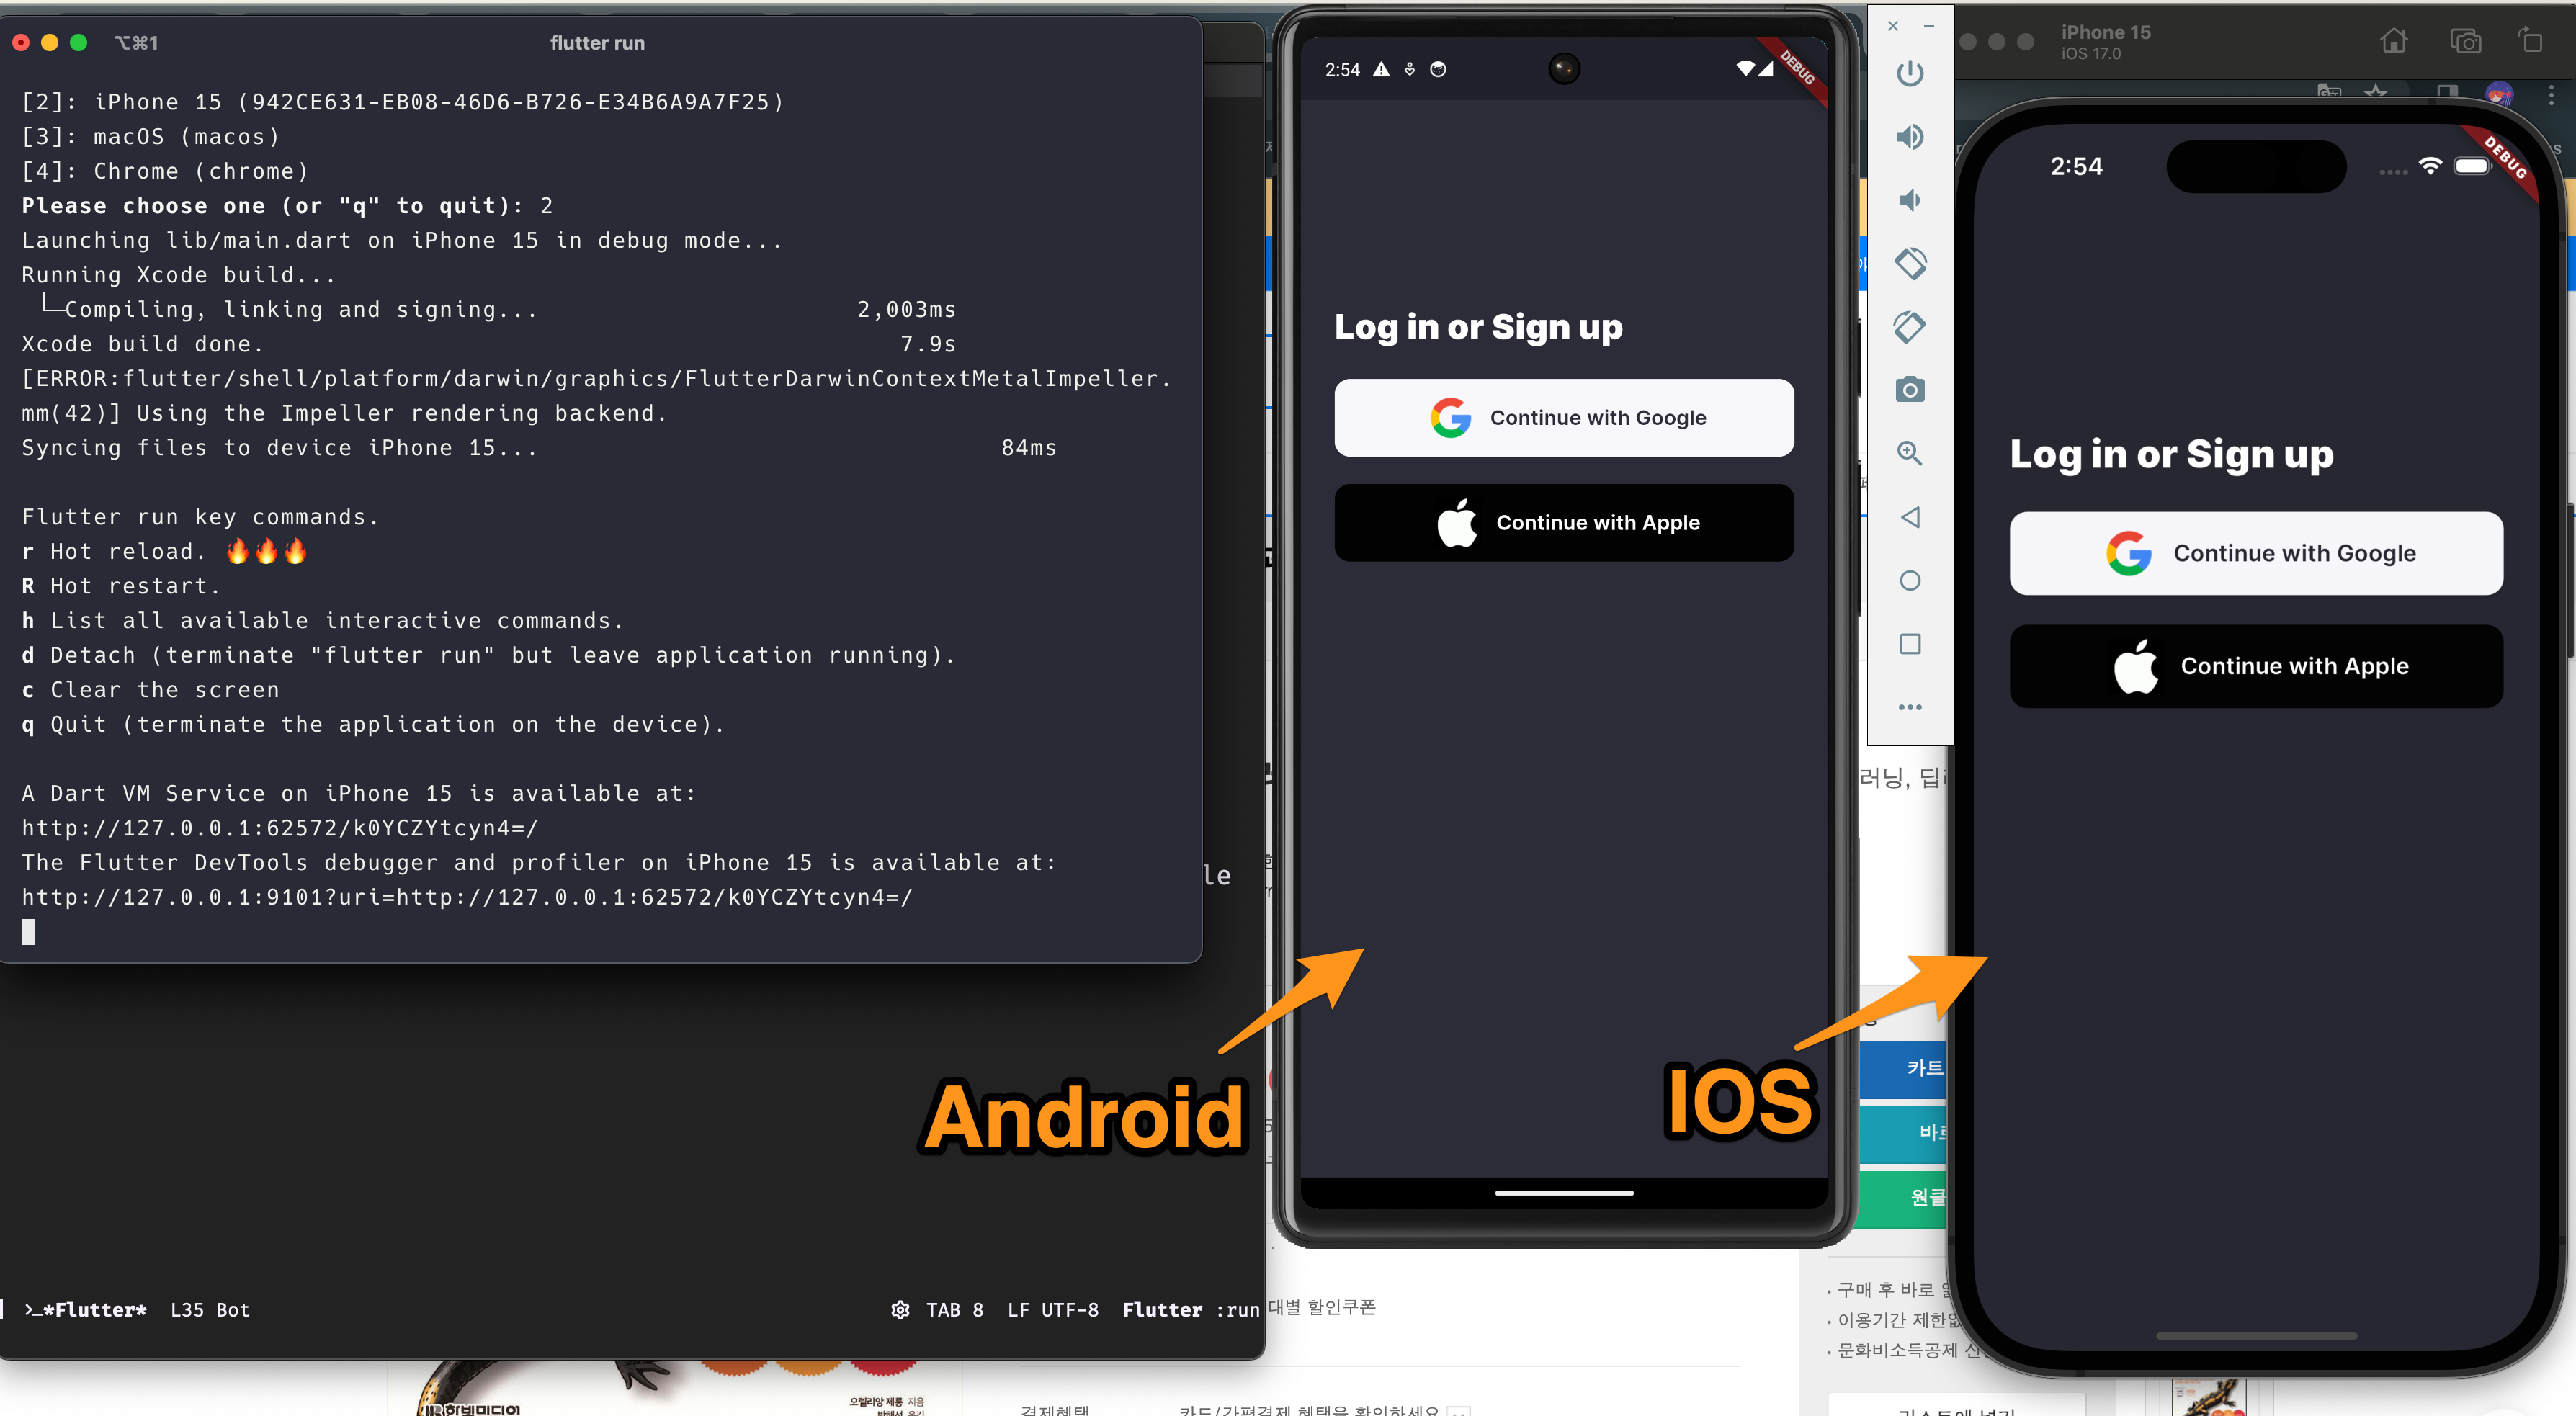 ⌥⌘1
flutter run
[2]: iPhone 15 (942CE631-EB08-46D6-B726-E34B6A9A7F25)
[3]: macOS (macos)
[4]: Chrome (chrome)
Please choose one (or "q" to quit): 2
Launching lib/main.dart on iPhone 15 in debug mode...
Running Xcode build...
└─Compiling, linking and signing... 2,003ms
Xcode build done. 7.9s
[ERROR:flutter/shell/platform/darwin/graphics/FlutterDarwinContextMetalImpeller.
mm(42)] Using the Impeller rendering backend.
Syncing files to device iPhone 15... 84ms
Flutter run key commands.
r Hot reload. 🔥🔥🔥
R Hot restart.
h List all available interactive commands.
d Detach (terminate "flutter run" but leave application running).
c Clear the screen
q Quit (terminate the application on the device).
A Dart VM Service on iPhone 15 is available at:
http://127.0.0.1:62572/k0YCZYtcyn4=/
The Flutter DevTools debugger and profiler on iPhone 15 is available at:
http://127.0.0.1:9101?uri=http://127.0.0.1:62572/k0YCZYtcyn4=/
le
>_*Flutter* L35 Bot
TAB 8 LF UTF-8 Flutter :run
2:54
DEBUG
Log in or Sign up
Continue with Google
Continue with Apple
Android
IOS
iPhone 15
iOS 17.0
2:54
DEBUG
Log in or Sign up
Continue with Google
Continue with Apple
러닝,
카트
대별 할인쿠폰
· 구매 후 바로
· 이용기간
· 문화비소득공제
오렐리앙 제롱 지음
한빛미디어
결제혜택
카드/간편결제 혜택을 확인하세요